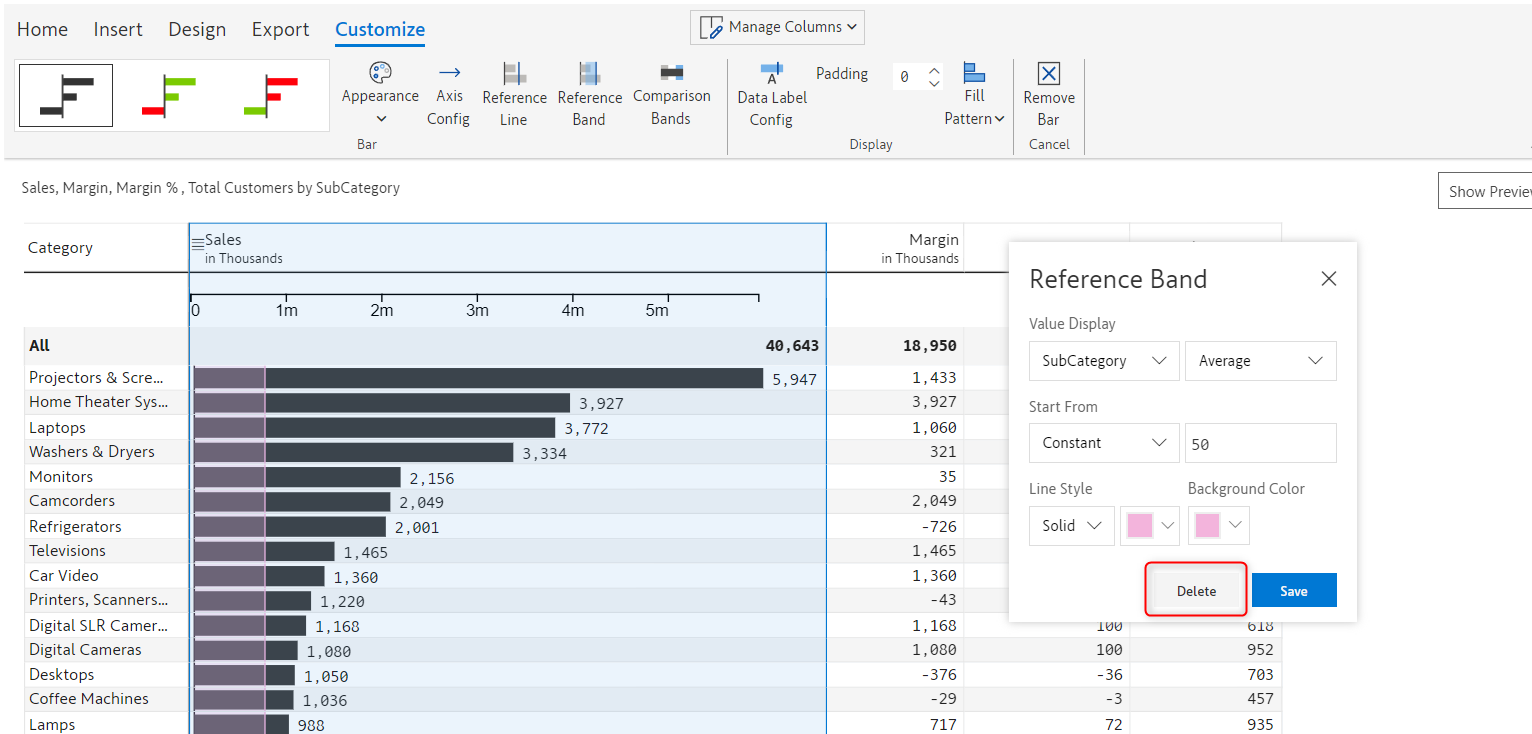 Home Insert Design Export Customize
Manage Columns
Appearance Axis Config Reference Line Reference Band Comparison Bands
Bar
Data Label Config Padding 0 Fill Pattern
Display
Remove Bar
Cancel
Sales, Margin, Margin % , Total Customers by SubCategory
Show Preview
Category Sales Margin
in Thousands in Thousands
0 1m 2m 3m 4m 5m
All 40,643 18,950
Projectors & Scre... 5,947 1,433
Home Theater Sys... 3,927 3,927
Laptops 3,772 1,060
Washers & Dryers 3,334 321
Monitors 2,156 35
Camcorders 2,049 2,049
Refrigerators 2,001 -726
Televisions 1,465 1,465
Car Video 1,360 1,360
Printers, Scanners... 1,220 -43
Digital SLR Camer... 1,168 1,168 100 618
Digital Cameras 1,080 1,080 100 952
Desktops 1,050 -376 -36 703
Coffee Machines 1,036 -29 -3 457
Lamps 988 717 72 935
Reference Band
Value Display
SubCategory Average
Start From
Constant 50
Line Style Background Color
Solid
Delete Save